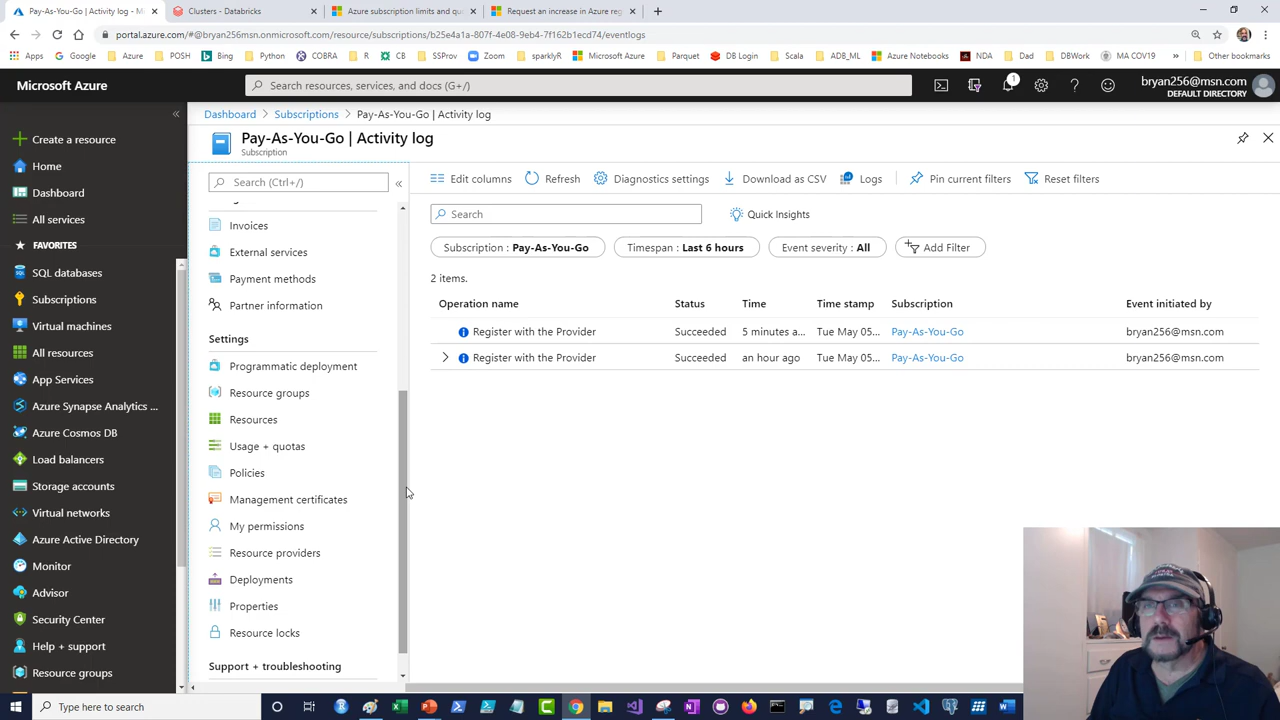 Pay-As-You-Go | Activity log - Mi
Clusters - Databricks
Azure subscription limits and qu
Request an increase in Azure reg
portal.azure.com/#@bryan256msn.onmicrosoft.com/resource/subscriptions/b25e4a1a-807f-4e08-9eb4-7f162b1ecd74/eventlogs
Apps
Azure
POSH
Bing
Python
COBRA
R
CB
SSProv
Zoom
sparklyR
Microsoft Azure
Parquet
DB Login
Scala
ADB_ML
Azure Notebooks
NDA
Dad
DBWork
MA COV19
»
Other bookmarks
Microsoft Azure
Search resources, services, and docs (G+/)
1
bryan256@msn.com
DEFAULT DIRECTORY
Create a resource
Home
Dashboard
All services
FAVORITES
SQL databases
Subscriptions
Virtual machines
All resources
App Services
Azure Synapse Analytics ...
Azure Cosmos DB
Load balancers
Storage accounts
Virtual networks
Azure Active Directory
Monitor
Advisor
Security Center
Help + support
Resource groups
Dashboard > Subscriptions > Pay-As-You-Go | Activity log
Pay-As-You-Go | Activity log
Subscription
Search (Ctrl+/)
Invoices
External services
Payment methods
Partner information
Settings
Programmatic deployment
Resource groups
Resources
Usage + quotas
Policies
Management certificates
My permissions
Resource providers
Deployments
Properties
Resource locks
Support + troubleshooting
Edit columns
Refresh
Diagnostics settings
Download as CSV
Logs
Pin current filters
Reset filters
Search
Quick Insights
Subscription : Pay-As-You-Go
Timespan : Last 6 hours
Event severity : All
Add Filter
2 items.
Operation name Status Time Time stamp Subscription Event initiated by
Register with the Provider Succeeded 5 minutes a... Tue May 05... Pay-As-You-Go bryan256@msn.com
Register with the Provider Succeeded an hour ago Tue May 05... Pay-As-You-Go bryan256@msn.com
Type here to search